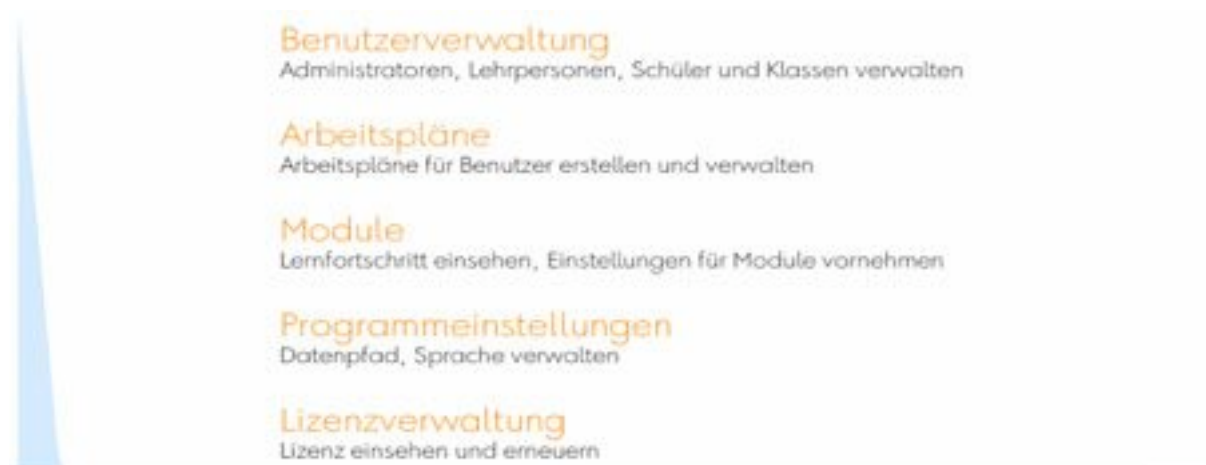 Benutzerverwaltung
Administratoren, Lehrpersonen, Schüler und Klassen verwalten
Arbeitspläne
Arbeitspläne für Benutzer erstellen und verwalten
Module
Lernfortschritt einsehen, Einstellungen für Module vornehmen
Programmeinstellungen
Datenpfad, Sprache verwalten
Lizenzverwaltung
Lizenz einsehen und erneuern